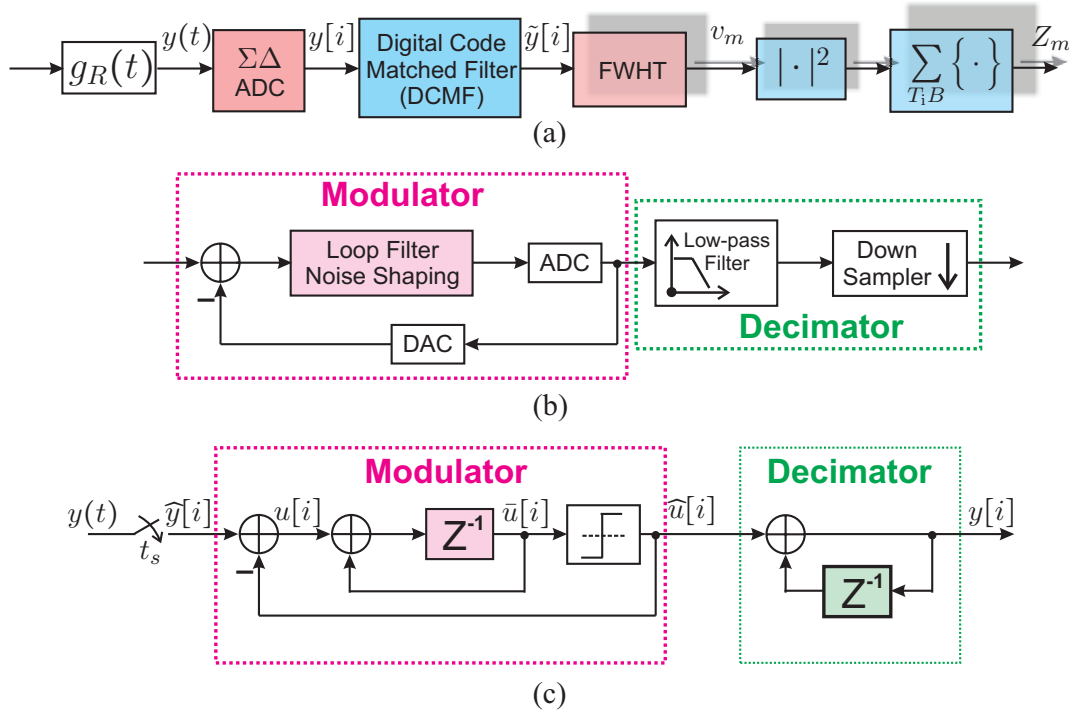 g_R(t)
y(t)
ΣΔ
ADC
y[i]
Digital Code
Matched Filter
(DCMF)
ỹ[i]
FWHT
v_m
|·|²
∑ {·}
T_i B
Z_m
(a)
Modulator
Loop Filter
Noise Shaping
ADC
DAC
−
Low-pass
Filter
Down
Sampler
Decimator
(b)
Modulator
Decimator
y(t)
t_s
ŷ[i]
u[i]
−
Z⁻¹
ū[i]
û[i]
Z⁻¹
y[i]
(c)